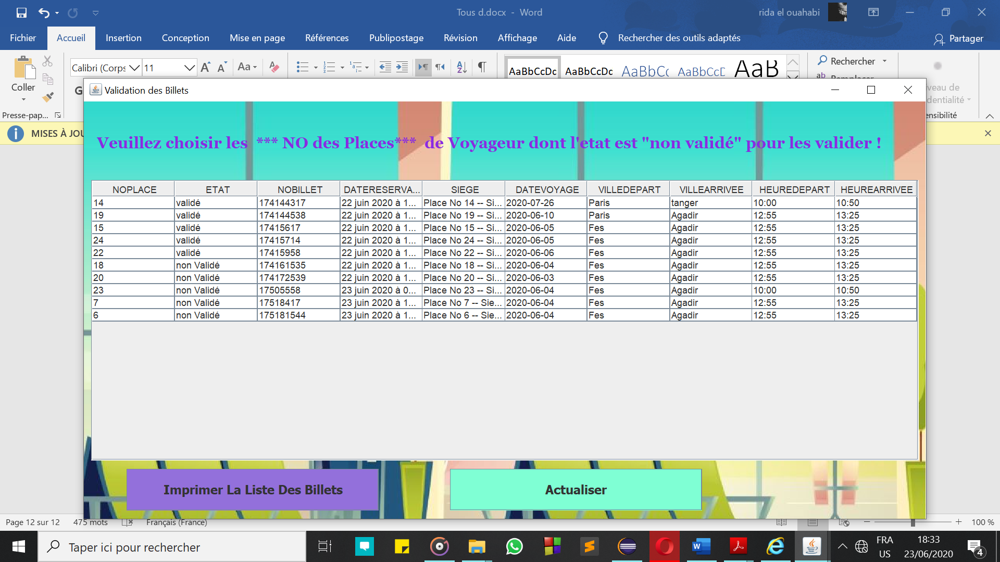 Tous d.docx - Word
rida el ouahabi
Fichier Accueil Insertion Conception Mise en page Références Publipostage Révision Affichage Aide Rechercher des outils adaptés Partager
Calibri (Corps 11 Aa AaBbCcDc AaBbCcDc AaBbCc AaBbCcD AaB Rechercher
Coller
G
Presse-pap...
MISES À JOU
Validation des Billets
Veuillez choisir les *** NO des Places*** de Voyageur dont l'etat est "non validé" pour les valider !
NOPLACE ETAT NOBILLET DATERESERVA... SIEGE DATEVOYAGE VILLEDEPART VILLEARRIVEE HEUREDEPART HEUREARRIVEE
14 validé 174144317 22 juin 2020 à 1... Place No 14 -- Si... 2020-07-26 Paris tanger 10:00 10:50
19 validé 174144538 22 juin 2020 à 1... Place No 19 -- Si... 2020-06-10 Paris Agadir 12:55 13:25
15 validé 17415617 22 juin 2020 à 1... Place No 15 -- Si... 2020-06-05 Fes Agadir 12:55 13:25
24 validé 17415714 22 juin 2020 à 1... Place No 24 -- Si... 2020-06-05 Fes Agadir 12:55 13:25
22 validé 17415958 22 juin 2020 à 1... Place No 22 -- Si... 2020-06-06 Fes Agadir 12:55 13:25
18 non Validé 174161535 22 juin 2020 à 1... Place No 18 -- Si... 2020-06-04 Fes Agadir 12:55 13:25
20 non Validé 174172539 22 juin 2020 à 1... Place No 20 -- Si... 2020-06-03 Fes Agadir 12:55 13:25
23 non Validé 17505558 23 juin 2020 à 0... Place No 23 -- Si... 2020-06-04 Fes Agadir 10:00 10:50
7 non Validé 17518417 23 juin 2020 à 1... Place No 7 -- Sie... 2020-06-04 Fes Agadir 12:55 13:25
6 non Validé 175181544 23 juin 2020 à 1... Place No 6 -- Sie... 2020-06-04 Fes Agadir 12:55 13:25
Imprimer La Liste Des Billets
Actualiser
veau de
dentialité
ensibilité
Page 12 sur 12 475 mots Français (France) 100 %
Taper ici pour rechercher
FRA
US
18:33
23/06/2020
4